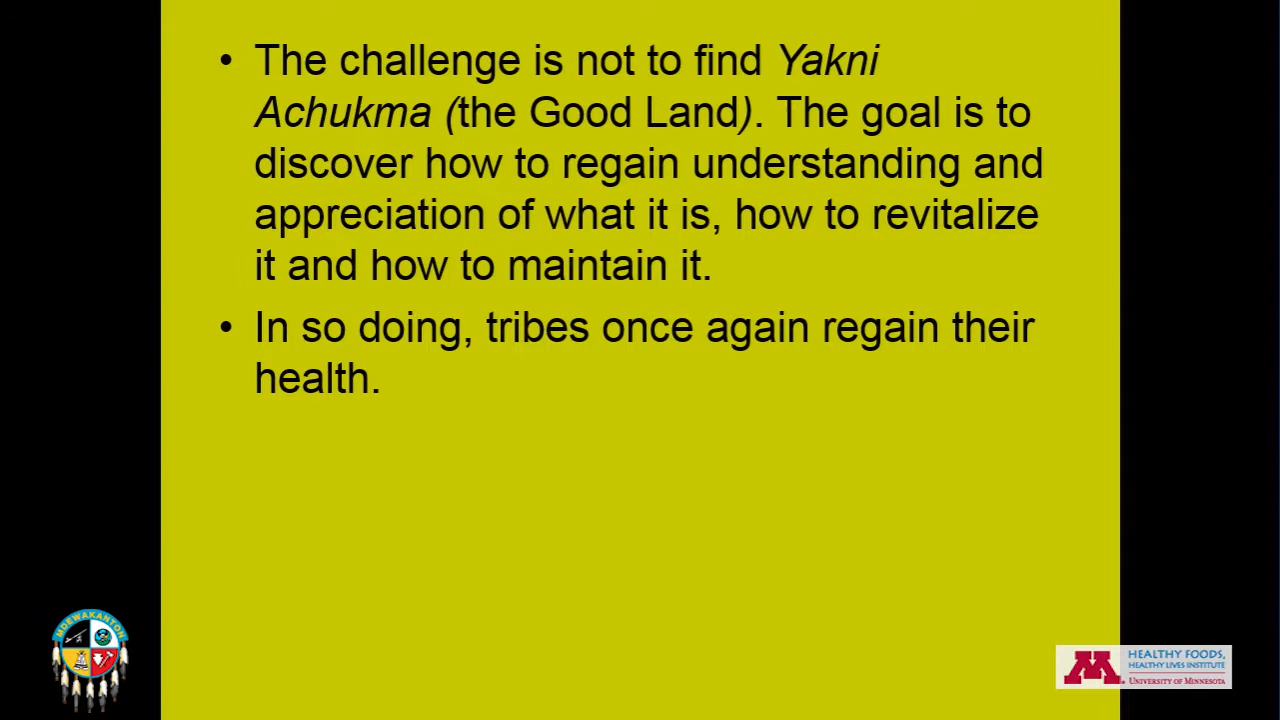 • The challenge is not to find Yakni
Achukma (the Good Land). The goal is to
discover how to regain understanding and
appreciation of what it is, how to revitalize
it and how to maintain it.
• In so doing, tribes once again regain their
health.
MDEWAKANTON
M
HEALTHY FOODS,
HEALTHY LIVES INSTITUTE
UNIVERSITY OF MINNESOTA